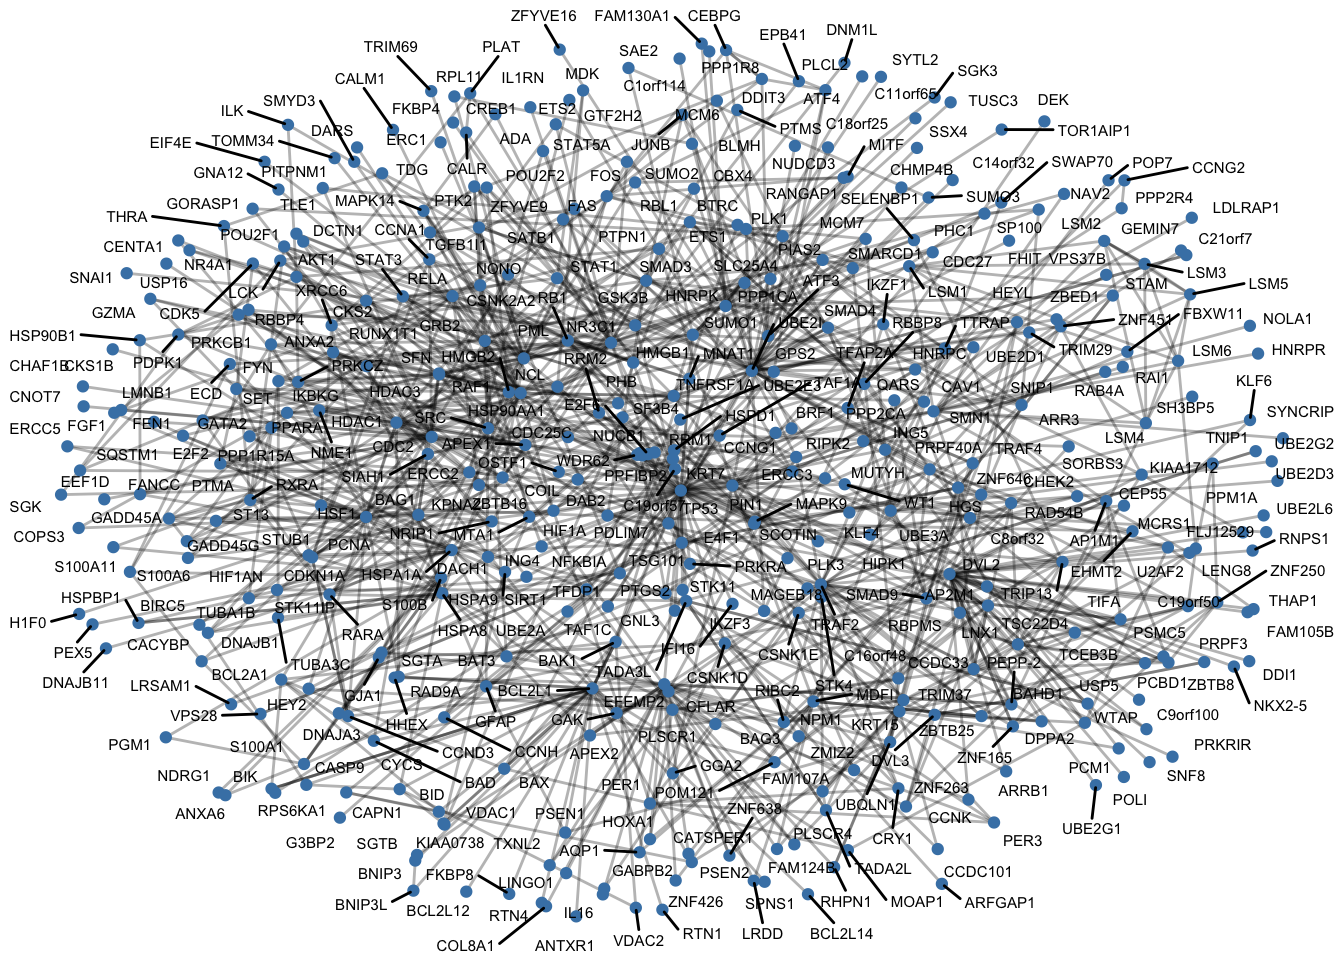 ZFYVE16
FAM130A1
CEBPG
EPB41
DNM1L
TRIM69
PLAT
SAE2
PPP1R8
PLCL2
SYTL2
SGK3
CALM1
RPL11
IL1RN
MDK
C1orf114
DDIT3
ATF4
C11orf65
TUSC3
DEK
ILK
SMYD3
FKBP4
CREB1
ETS2
GTF2H2
MCM6
PTMS
C18orf25
SSX4
TOR1AIP1
EIF4E
TOMM34
DARS
ERC1
ADA
STAT5A
JUNB
BLMH
NUDCD3
MITF
C14orf32
SWAP70
POP7
CCNG2
GNA12
PITPNM1
TDG
CALR
POU2F2
FOS
SUMO2
CBX4
RANGAP1
CHMP4B
SUMO3
NAV2
PPP2R4
THRA
GORASP1
TLE1
MAPK14
PTK2
ZFYVE9
FAS
RBL1
BTRC
PLK1
SELENBP1
MCM7
PHC1
SP100
LSM2
GEMIN7
LDLRAP1
CENTA1
POU2F1
DCTN1
CCNA1
TGFB1I1
SATB1
PTPN1
ETS1
PIAS2
SMARCD1
CDC27
FHIT
VPS37B
C21orf7
SNAI1
USP16
NR4A1
AKT1
STAT3
RELA
NONO
STAT1
SMAD3
SLC25A4
ATF3
IKZF1
LSM1
HEYL
ZBED1
STAM
LSM3
LSM5
GZMA
CDK5
LCK
XRCC6
CKS2
CSNK2A2
RB1
GSK3B
HNRPK
PPP1CA
SMAD4
RBBP8
TTRAP
ZNF451
FBXW11
NOLA1
HSP90B1
PDPK1
PRKCB1
RBBP4
ANXA2
RUNX1T1
GRB2
PML
NR3C1
SUMO1
UBE2I
TFAP2A
HNRPC
UBE2D1
TRIM29
LSM6
HNRPR
CHAF1B
CKS1B
LMNB1
FYN
PRKCZ
SFN
HMGB2
NCL
RRM2
HMGB1
MNAT1
GPS2
CAV1
SNIP1
RAB4A
RAI1
KLF6
CNOT7
ECD
SET
IKBKG
HDAC3
RAF1
PHB
TNFRSF1A
UBE2E3
TAF1A
QARS
SH3BP5
SYNCRIP
ERCC5
FGF1
FEN1
GATA2
PPARA
HDAC1
SRC
HSP90AA1
E2F6
SF3B4
HSPD1
BRF1
PPP2CA
SMN1
ARR3
LSM4
TNIP1
UBE2G2
SQSTM1
E2F2
PPP1R15A
NME1
CDC2
APEX1
CDC25C
NUCB1
RRM1
CCNG1
RIPK2
ING5
PRPF40A
TRAF4
SORBS3
KIAA1712
UBE2D3
EEF1D
FANCC
PTMA
RXRA
SIAH1
ERCC2
OSTF1
WDR62
PPFIBP2
KRT7
ERCC3
MUTYH
ZNF646
CHEK2
CEP55
PPM1A
SGK
GADD45A
ST13
HSF1
BAG1
KPNA2
ZBTB16
COIL
DAB2
C19orf57
TP53
PIN1
MAPK9
WT1
HGS
RAD54B
MCRS1
FLJ12529
UBE2L6
COPS3
GADD45G
STUB1
PCNA
NRIP1
MTA1
HIF1A
PDLIM7
E4F1
SCOTIN
KLF4
UBE3A
C8orf32
AP1M1
RNPS1
S100A11
S100A6
HIF1AN
CDKN1A
HSPA1A
DACH1
ING4
NFKBIA
TSG101
PRKRA
PLK3
HIPK1
DVL2
EHMT2
U2AF2
LENG8
ZNF250
HSPBP1
BIRC5
TUBA1B
STK11IP
S100B
HSPA9
SIRT1
TFDP1
PTGS2
STK11
MAGEB18
SMAD9
AP2M1
TRIP13
TIFA
C19orf50
THAP1
H1F0
CACYBP
DNAJB1
RARA
HSPA8
UBE2A
TAF1C
GNL3
IKZF3
TRAF2
RBPMS
LNX1
TSC22D4
PSMC5
PRPF3
FAM105B
PEX5
DNAJB11
BCL2A1
TUBA3C
SGTA
BAT3
BAK1
TADA3L
IFI16
CSNK1E
C16orf48
CCDC33
PEPP-2
TCEB3B
DDI1
LRSAM1
HEY2
GJA1
RAD9A
BCL2L1
EFEMP2
CSNK1D
RIBC2
STK4
MDFI
TRIM37
BAHD1
USP5
PCBD1
ZBTB8
NKX2-5
VPS28
DNAJA3
HHEX
GFAP
GAK
CFLAR
NPM1
KRT15
ZBTB25
DPPA2
WTAP
C9orf100
PGM1
S100A1
CCND3
CCNH
APEX2
PLSCR1
BAG3
ZMIZ2
DVL3
ZNF165
PRKRIR
NDRG1
BIK
CASP9
CYCS
BAD
BAX
PER1
GGA2
POM121
FAM107A
ZNF263
ARRB1
PCM1
SNF8
ANXA6
RPS6KA1
CAPN1
BID
VDAC1
PSEN1
HOXA1
ZNF638
UBQLN1
CCNK
POLI
G3BP2
SGTB
KIAA0738
TXNL2
AQP1
CATSPER1
PLSCR4
CRY1
PER3
UBE2G1
BNIP3
FKBP8
LINGO1
GABPB2
PSEN2
FAM124B
TADA2L
CCDC101
BNIP3L
BCL2L12
RTN4
IL16
ZNF426
SPNS1
RHPN1
MOAP1
ARFGAP1
COL8A1
ANTXR1
VDAC2
RTN1
LRDD
BCL2L14